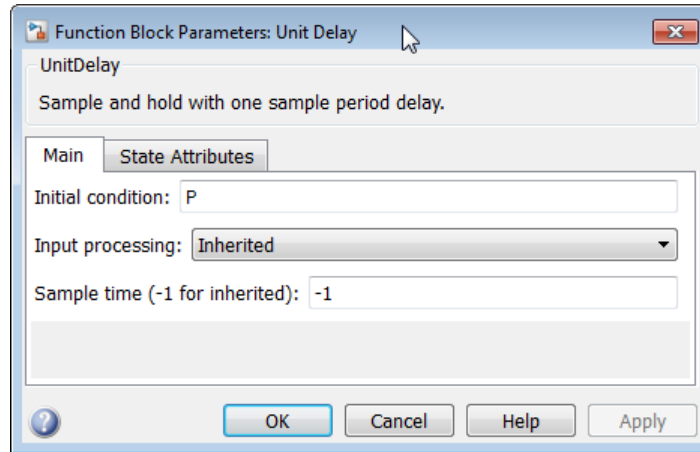 Function Block Parameters: Unit Delay
UnitDelay
Sample and hold with one sample period delay.
Main State Attributes
Initial condition: P
Input processing: Inherited
Sample time (-1 for inherited): -1
OK Cancel Help Apply